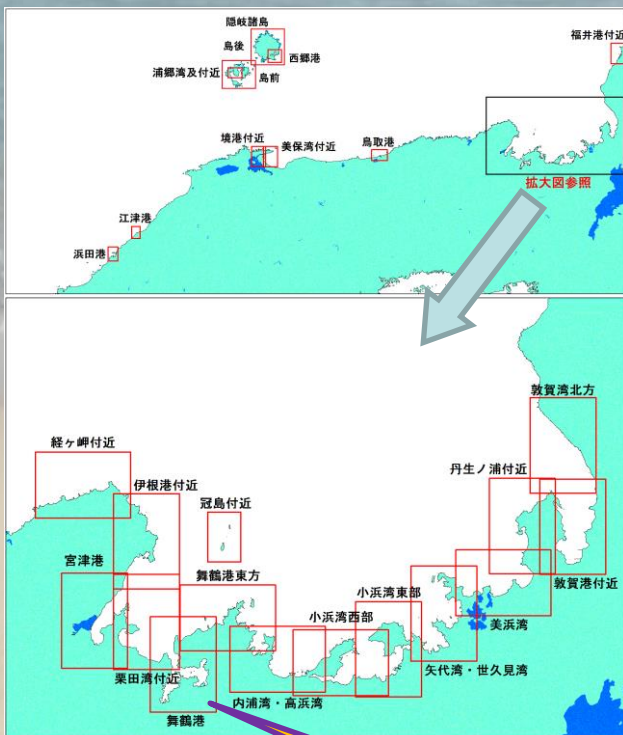 隠岐諸島
島後
西郷港
福井港付近
浦郷湾及付近
島前
境港付近
美保湾付近
鳥取港
拡大図参照
江津港
浜田港
敦賀湾北方
経ヶ岬付近
丹生ノ浦付近
伊根港付近
冠島付近
宮津港
舞鶴港東方
敦賀港付近
小浜湾東部
小浜湾西部
美浜湾
矢代湾・世久見湾
栗田湾付近
内浦湾・高浜湾
舞鶴港